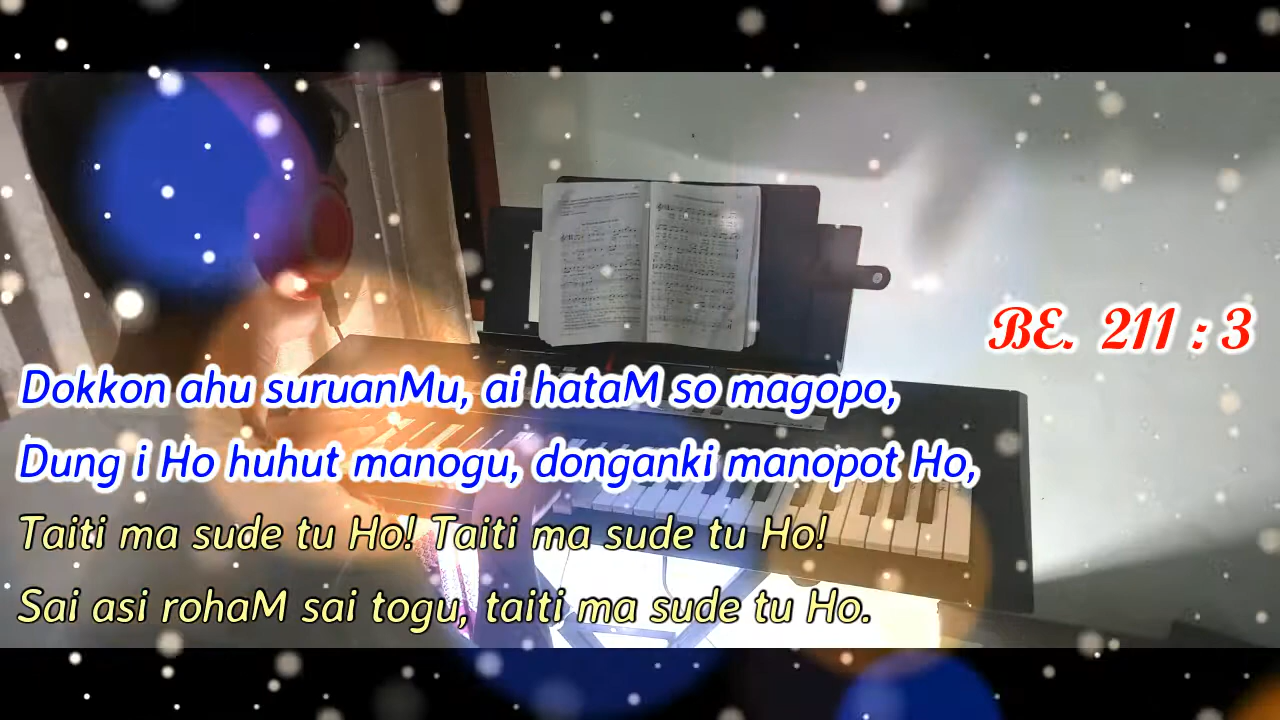 BE. 211 : 3
Dokkon ahu suruanMu, ai hataM so magopo,
Dung i Ho huhut manogu, donganki manopot Ho,
Taiti ma sude tu Ho! Taiti ma sude tu Ho!
Sai asi rohaM sai togu, taiti ma sude tu Ho.